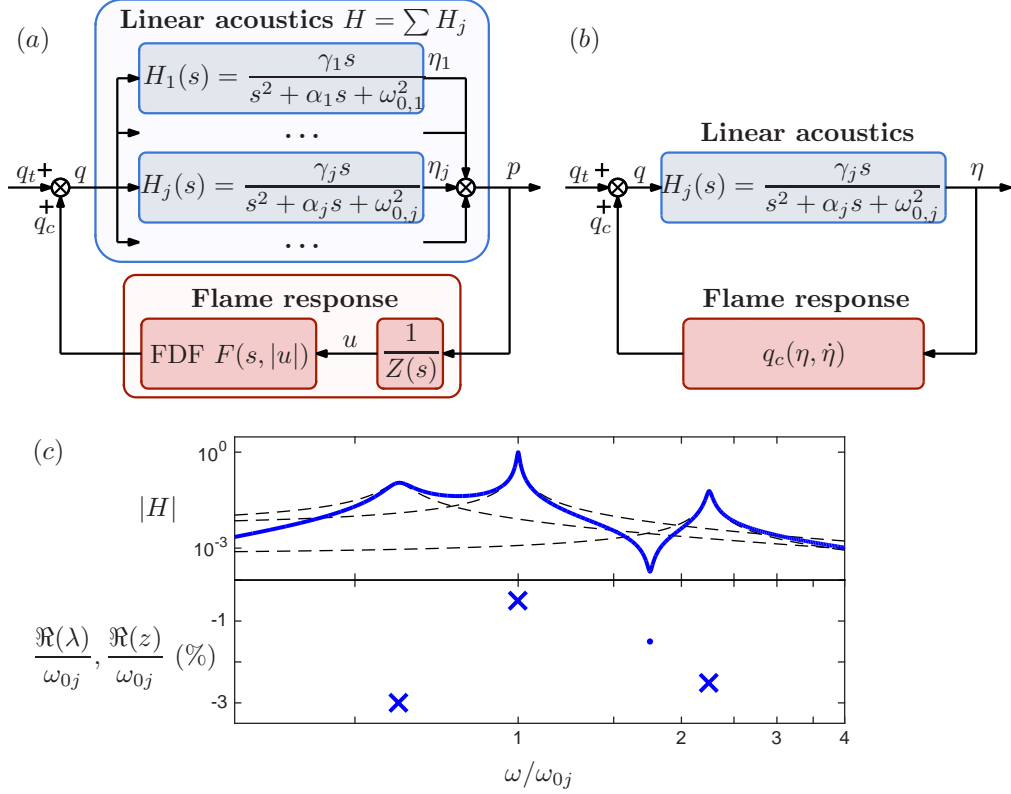 (a)
Linear acoustics H = ∑ H_j
H_1(s) = γ_1 s / (s^2 + α_1 s + ω_{0,1}^2)
η_1
...
q_t + q
H_j(s) = γ_j s / (s^2 + α_j s + ω_{0,j}^2)
η_j
p
+
q_c
...
Flame response
FDF F(s, |u|)
u
1 / Z(s)
(b)
Linear acoustics
q_t + q
H_j(s) = γ_j s / (s^2 + α_j s + ω_{0,j}^2)
η
+
q_c
Flame response
q_c(η, η̇)
(c)
10^0
|H|
10^{-3}
-1
ℜ(λ)/ω_{0j}, ℜ(z)/ω_{0j} (%)
-3
1 2 3 4
ω/ω_{0j}